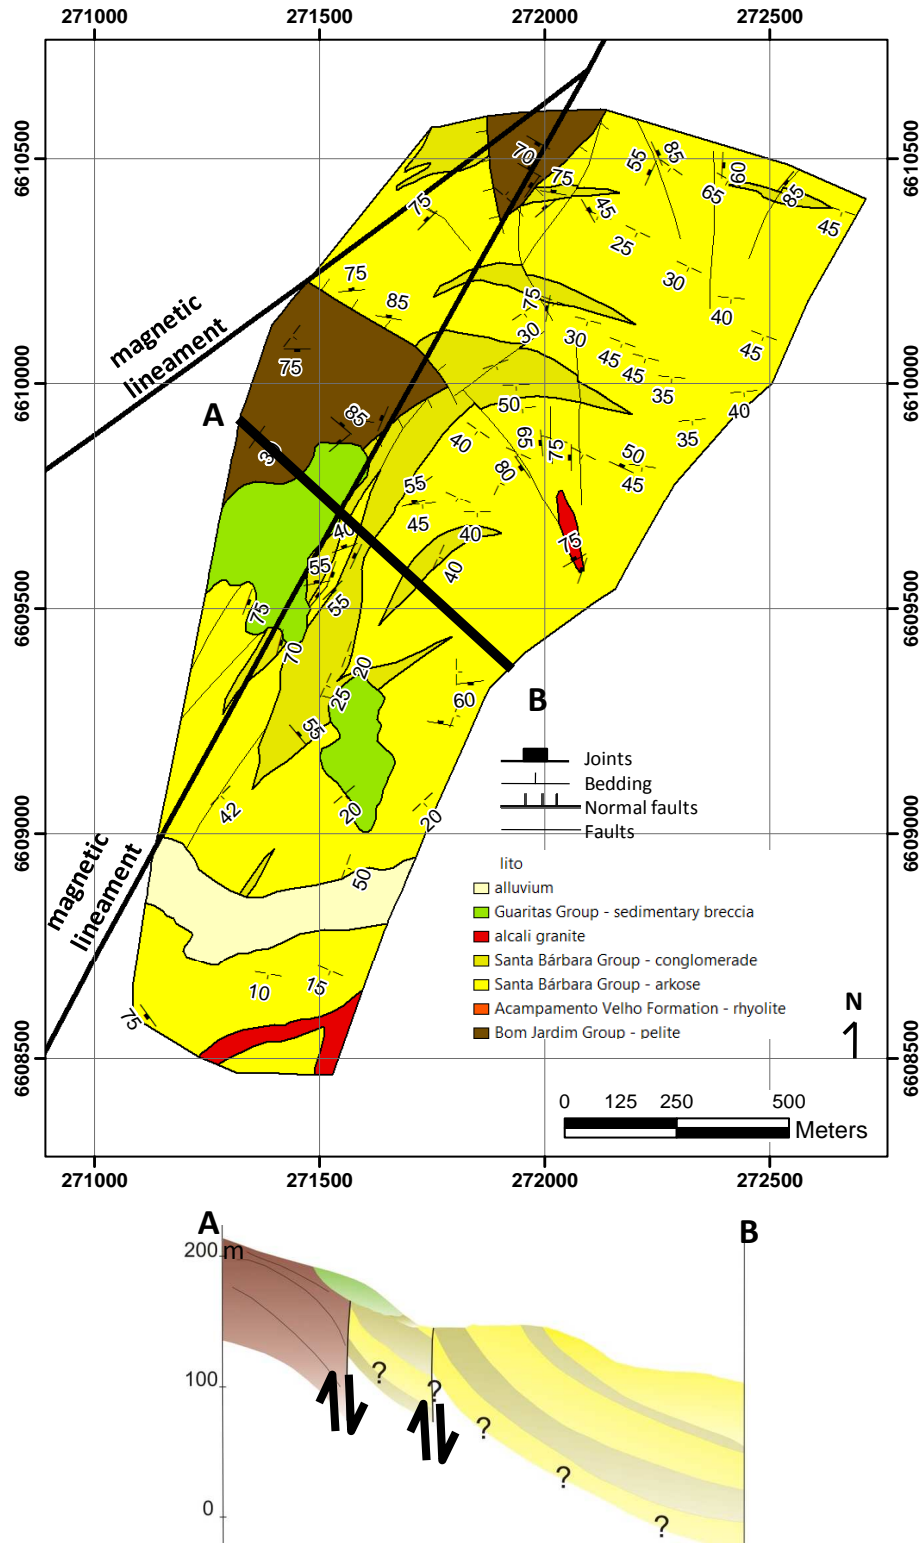 271000 271500 272000 272500
6610500
6610000
6609500
6609000
6608500
6610500
6610000
6609500
6609000
6608500
70
75
55
85
60
65
85
45
75
45
25
30
40
45
75
85
75
30
30
45
45
35
40
45
magnetic
lineament
75
A
85
50
40
65
75
80
50
45
35
55
45
40
40
40
55
55
75
70
75
20
25
60
55
B
42
20
20
50
10
15
75
magnetic
lineament
Joints
Bedding
Normal faults
Faults
lito
alluvium
Guaritas Group - sedimentary breccia
alcali granite
Santa Bárbara Group - conglomerade
Santa Bárbara Group - arkose
Acampamento Velho Formation - rhyolite
Bom Jardim Group - pelite
N
0 125 250 500
Meters
271000 271500 272000 272500
A
B
200 m
100
0
?
?
?
?
?